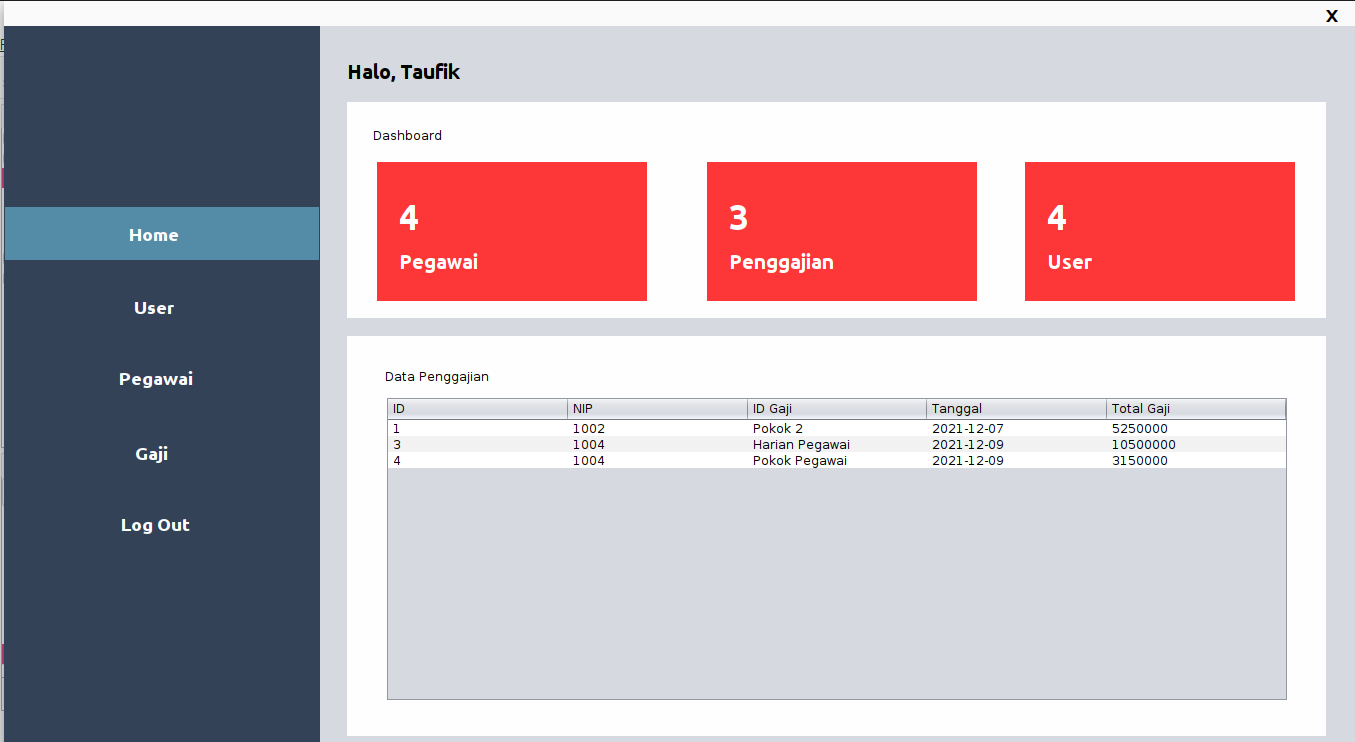 X
Halo, Taufik
Home
User
Pegawai
Gaji
Log Out
Dashboard
4 3 4
Pegawai Penggajian User
Data Penggajian
ID NIP ID Gaji Tanggal Total Gaji
1 1002 Pokok 2 2021-12-07 5250000
3 1004 Harian Pegawai 2021-12-09 10500000
4 1004 Pokok Pegawai 2021-12-09 3150000